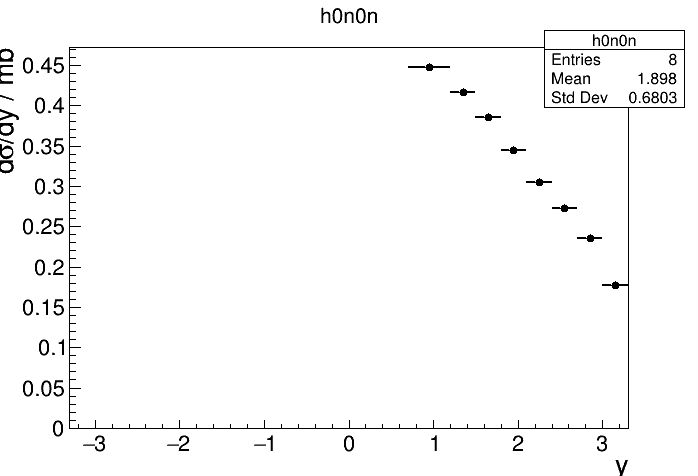 h0n0n
h0n0n
Entries 8
Mean 1.898
Std Dev 0.6803
dσ/dy / mb
0.45
0.4
0.35
0.3
0.25
0.2
0.15
0.1
0.05
0
−3 −2 −1 0 1 2 3
y